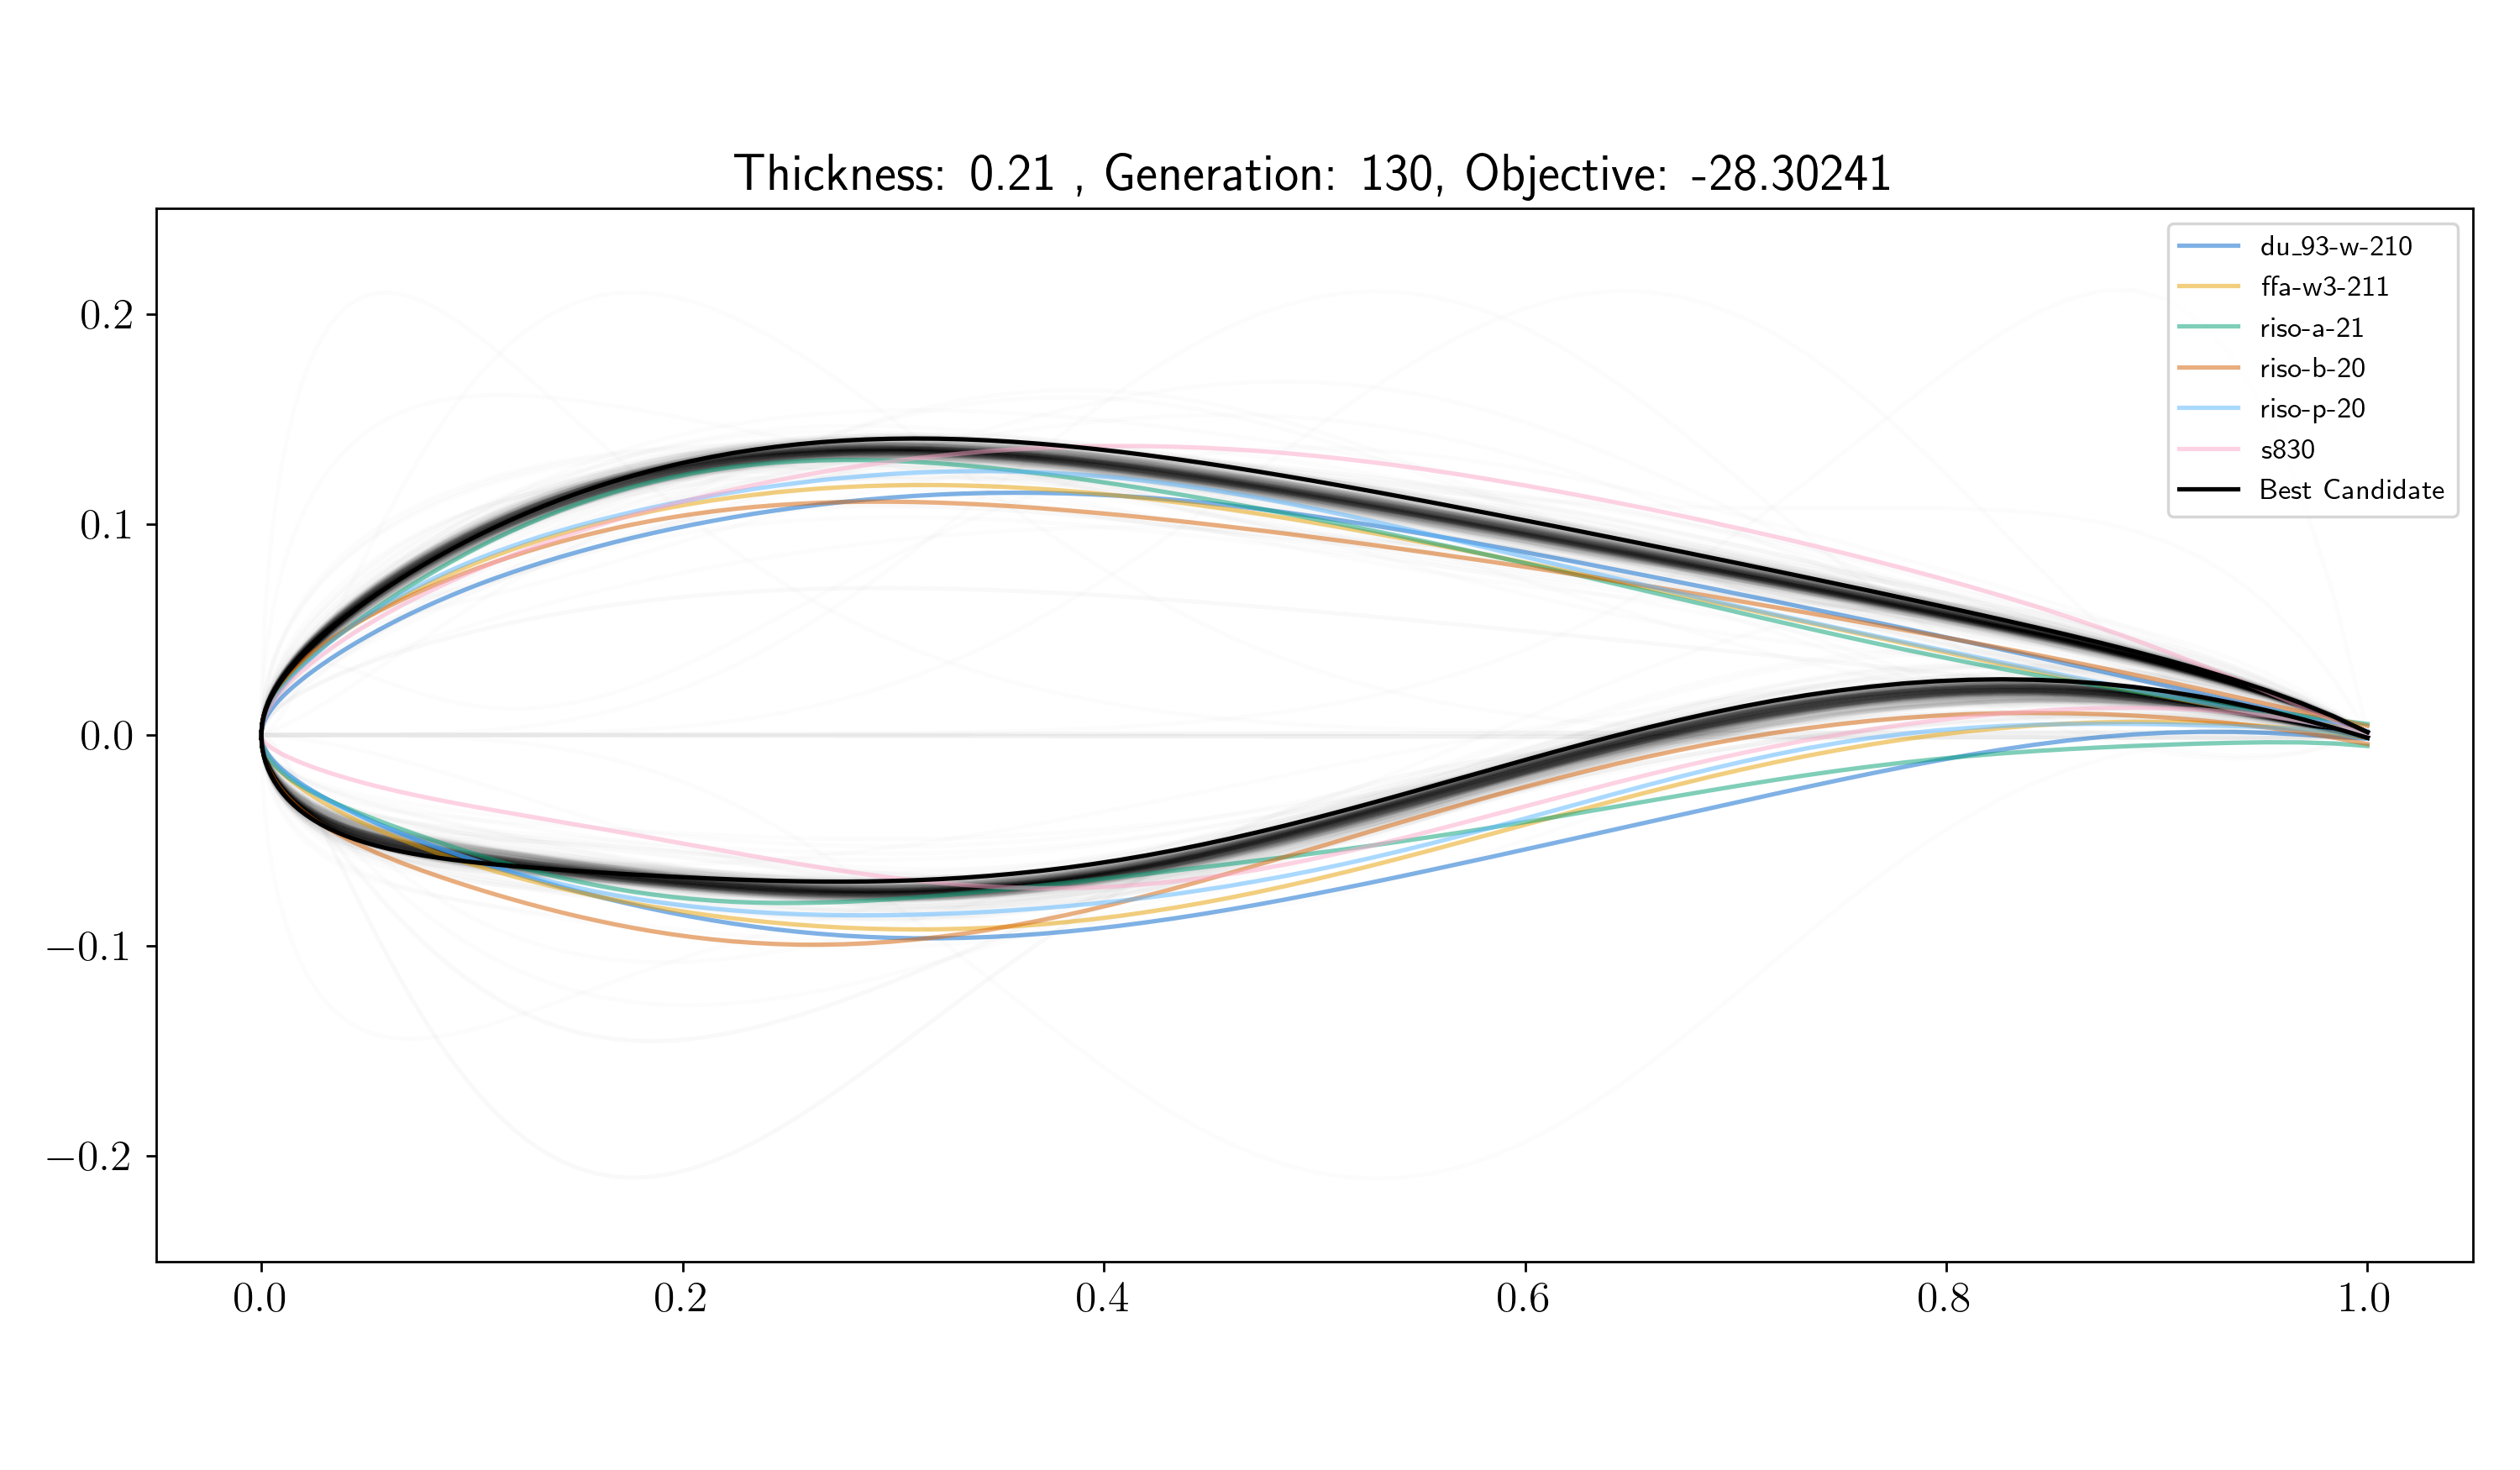 Thickness: 0.21 , Generation: 130, Objective: -28.30241
du_93-w-210
ffa-w3-211
riso-a-21
riso-b-20
riso-p-20
s830
Best Candidate
0.2
0.1
0.0
−0.1
−0.2
0.0 0.2 0.4 0.6 0.8 1.0